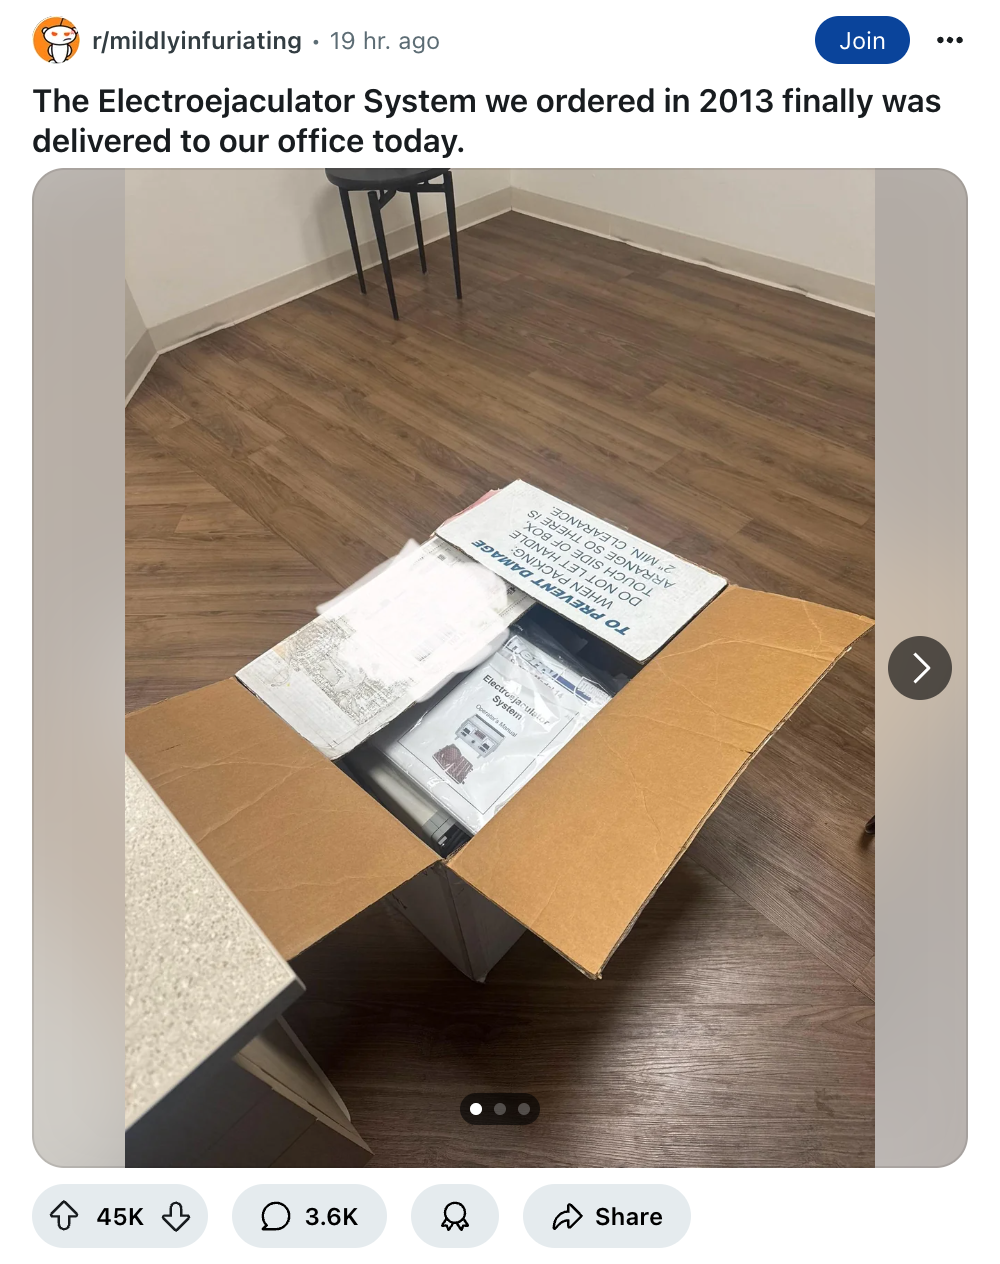 r/mildlyinfuriating • 19 hr. ago
Join
The Electroejaculator System we ordered in 2013 finally was
delivered to our office today.
TO PREVENT DAMAGE
WHEN PACKING:
DO NOT LET HANDLE
TOUCH SIDE OF BOX,
ARRANGE SO THERE IS
2" MIN. CLEARANCE.
Electroejaculator
System
Operator's Manual
45K
3.6K
Share